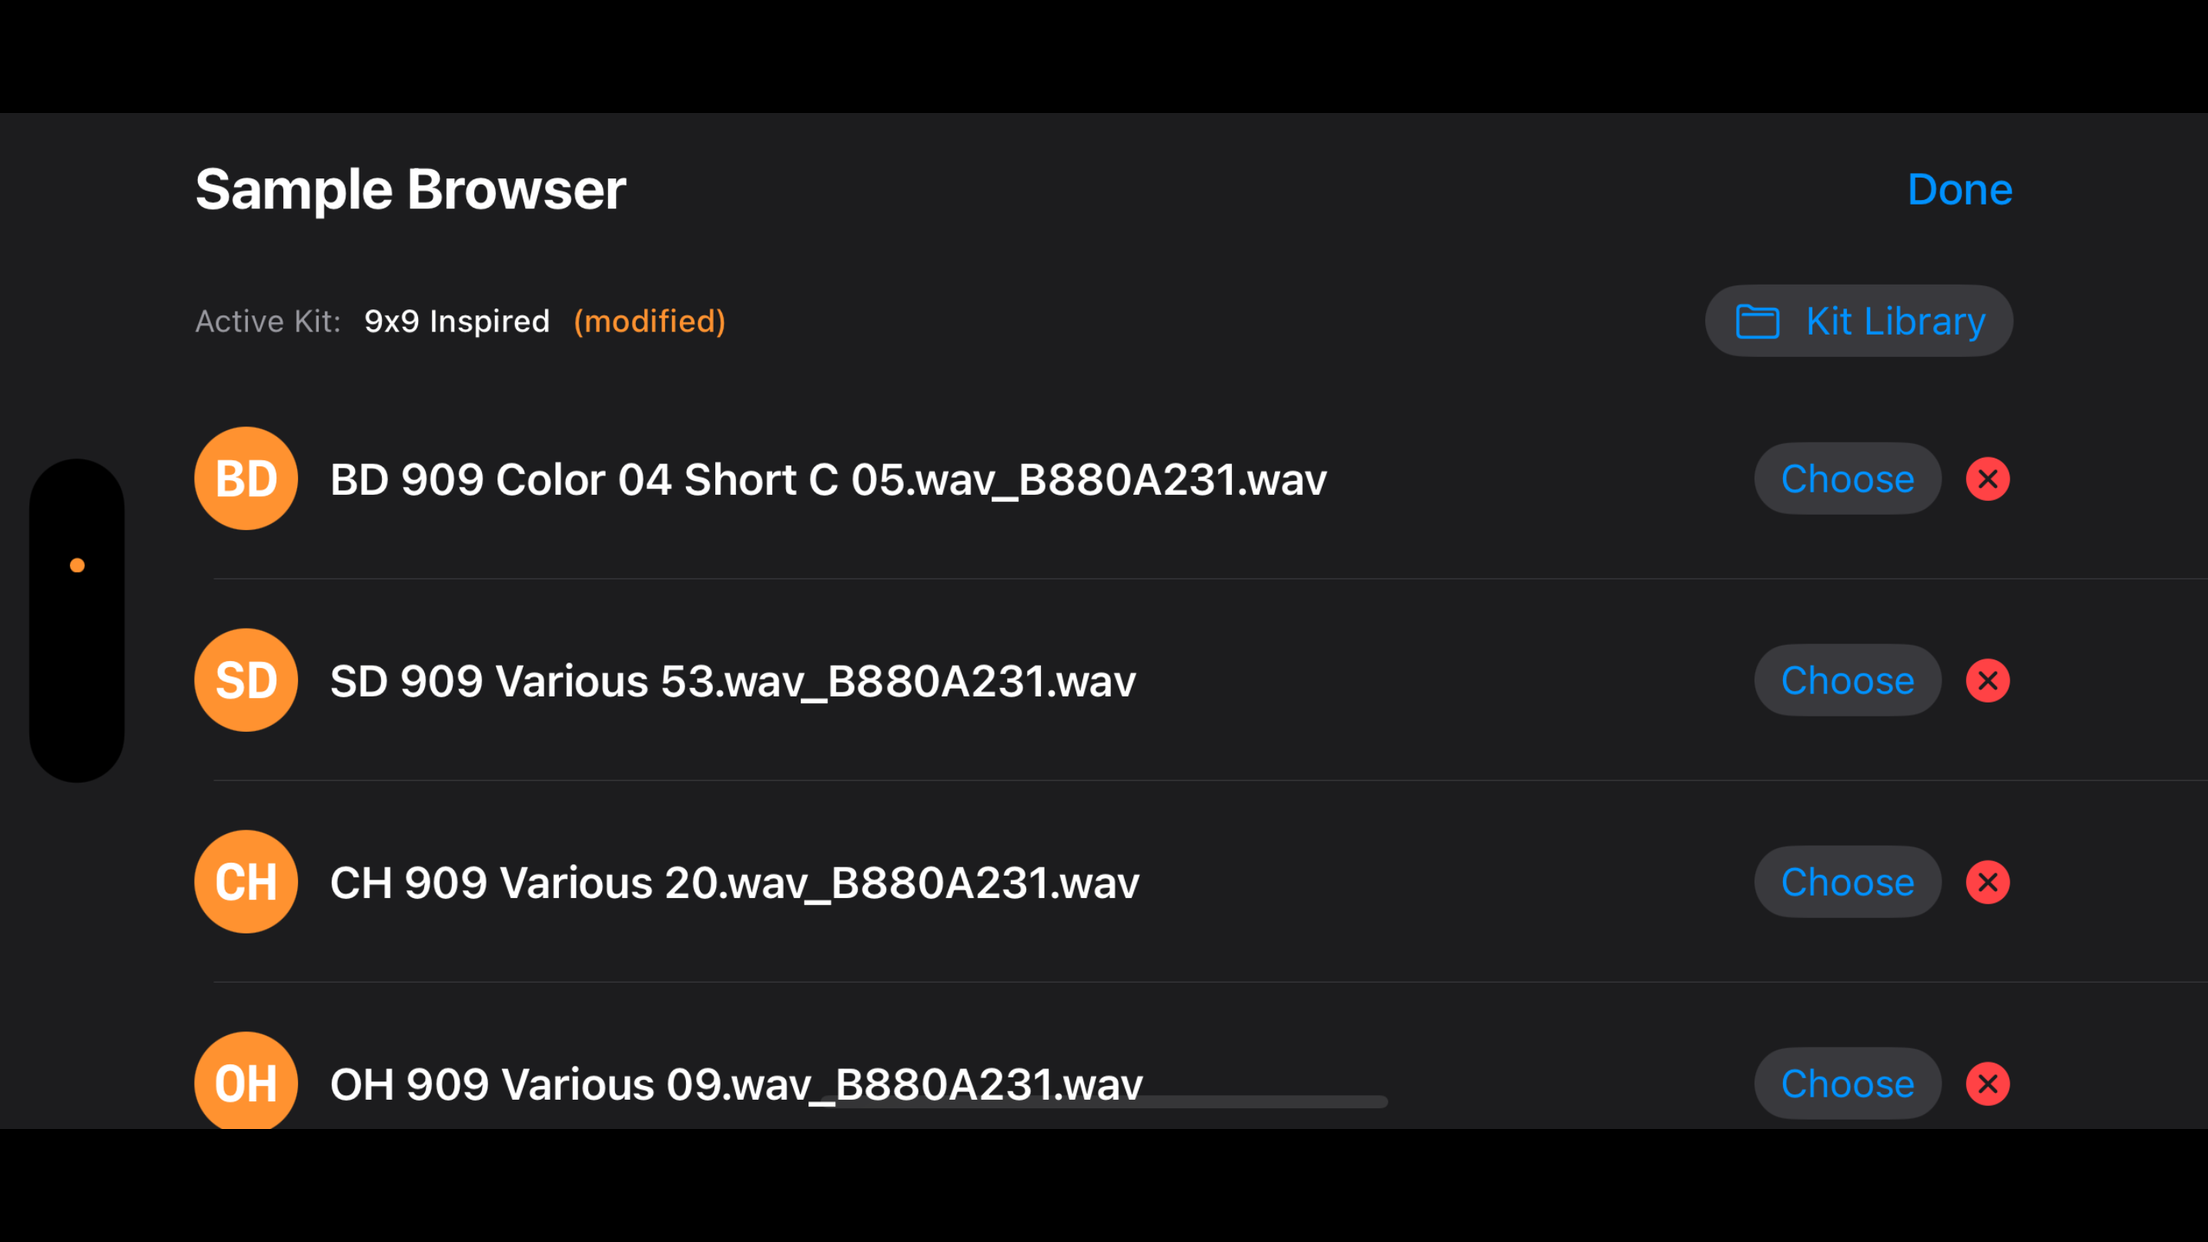 Sample Browser
Done
Active Kit: 9x9 Inspired (modified)
Kit Library
BD
BD 909 Color 04 Short C 05.wav_B880A231.wav
Choose
SD
SD 909 Various 53.wav_B880A231.wav
Choose
CH
CH 909 Various 20.wav_B880A231.wav
Choose
OH
OH 909 Various 09.wav_B880A231.wav
Choose